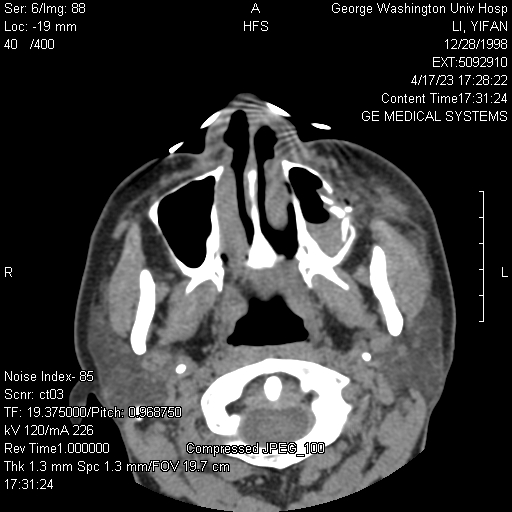 Ser: 6/Img: 88
Loc: -19 mm
40 /400
A
HFS
George Washington Univ Hosp
LI, YIFAN
12/28/1998
EXT:5092910
4/17/23 17:28:22
Content Time17:31:24
GE MEDICAL SYSTEMS
R
L
Noise Index- 85
Scnr: ct03
TF: 19.375000/Pitch: 0.968750
kV 120/mA 226
Rev Time1.000000
Compressed JPEG_100
Thk 1.3 mm Spc 1.3 mm/FOV 19.7 cm
17:31:24